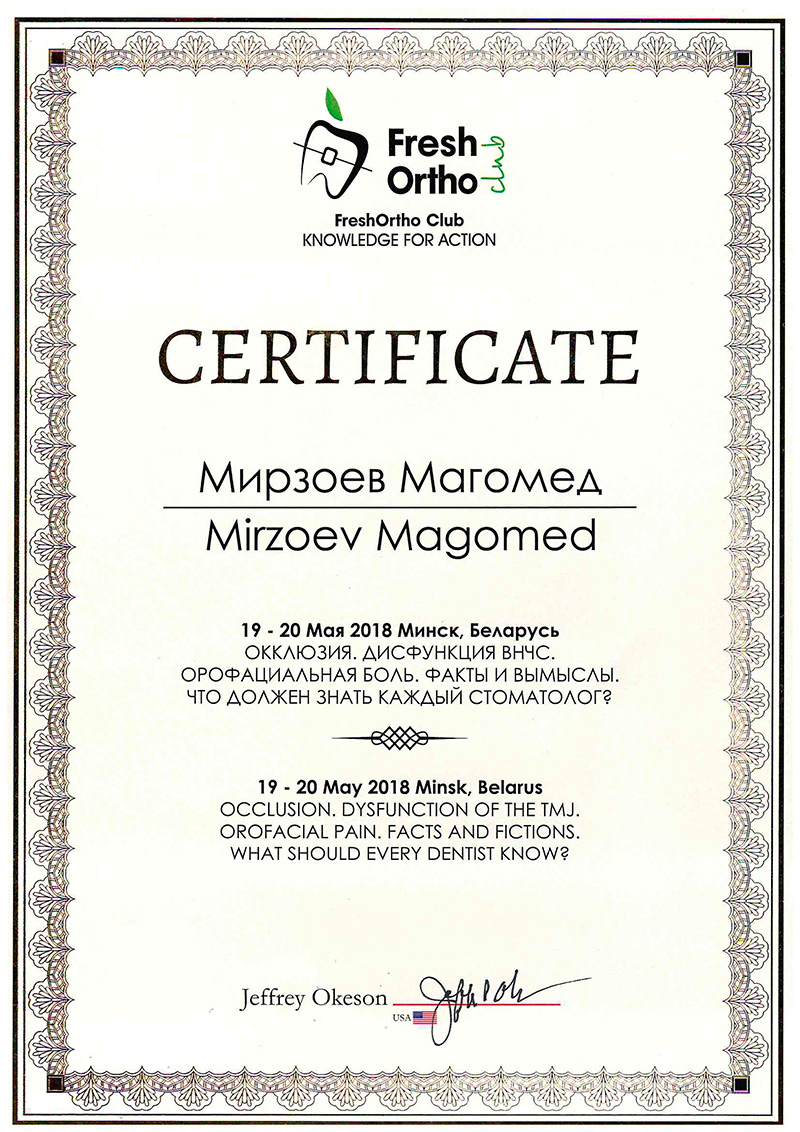 Fresh
Ortho
club
FreshOrtho Club
KNOWLEDGE FOR ACTION
CERTIFICATE
Мирзоев Магомед
Mirzoev Magomed
19 - 20 Мая 2018 Минск, Беларусь
ОККЛЮЗИЯ. ДИСФУНКЦИЯ ВНЧС.
ОРОФАЦИАЛЬНАЯ БОЛЬ. ФАКТЫ И ВЫМЫСЛЫ.
ЧТО ДОЛЖЕН ЗНАТЬ КАЖДЫЙ СТОМАТОЛОГ?
19 - 20 May 2018 Minsk, Belarus
OCCLUSION. DYSFUNCTION OF THE TMJ.
OROFACIAL PAIN. FACTS AND FICTIONS.
WHAT SHOULD EVERY DENTIST KNOW?
Jeffrey Okeson
USA